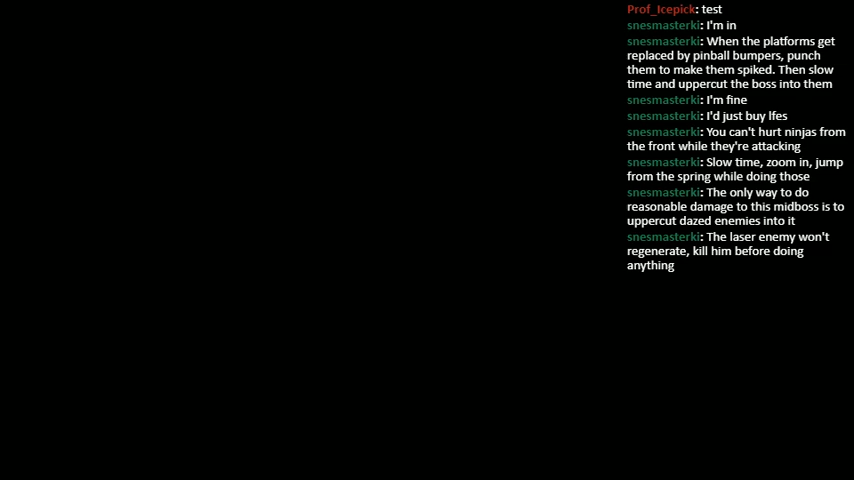 Prof_Icepick: test
snesmasterki: I'm in
snesmasterki: When the platforms get
replaced by pinball bumpers, punch
them to make them spiked. Then slow
time and uppercut the boss into them
snesmasterki: I'm fine
snesmasterki: I'd just buy lfes
snesmasterki: You can't hurt ninjas from
the front while they're attacking
snesmasterki: Slow time, zoom in, jump
from the spring while doing those
snesmasterki: The only way to do
reasonable damage to this midboss is to
uppercut dazed enemies into it
snesmasterki: The laser enemy won't
regenerate, kill him before doing
anything